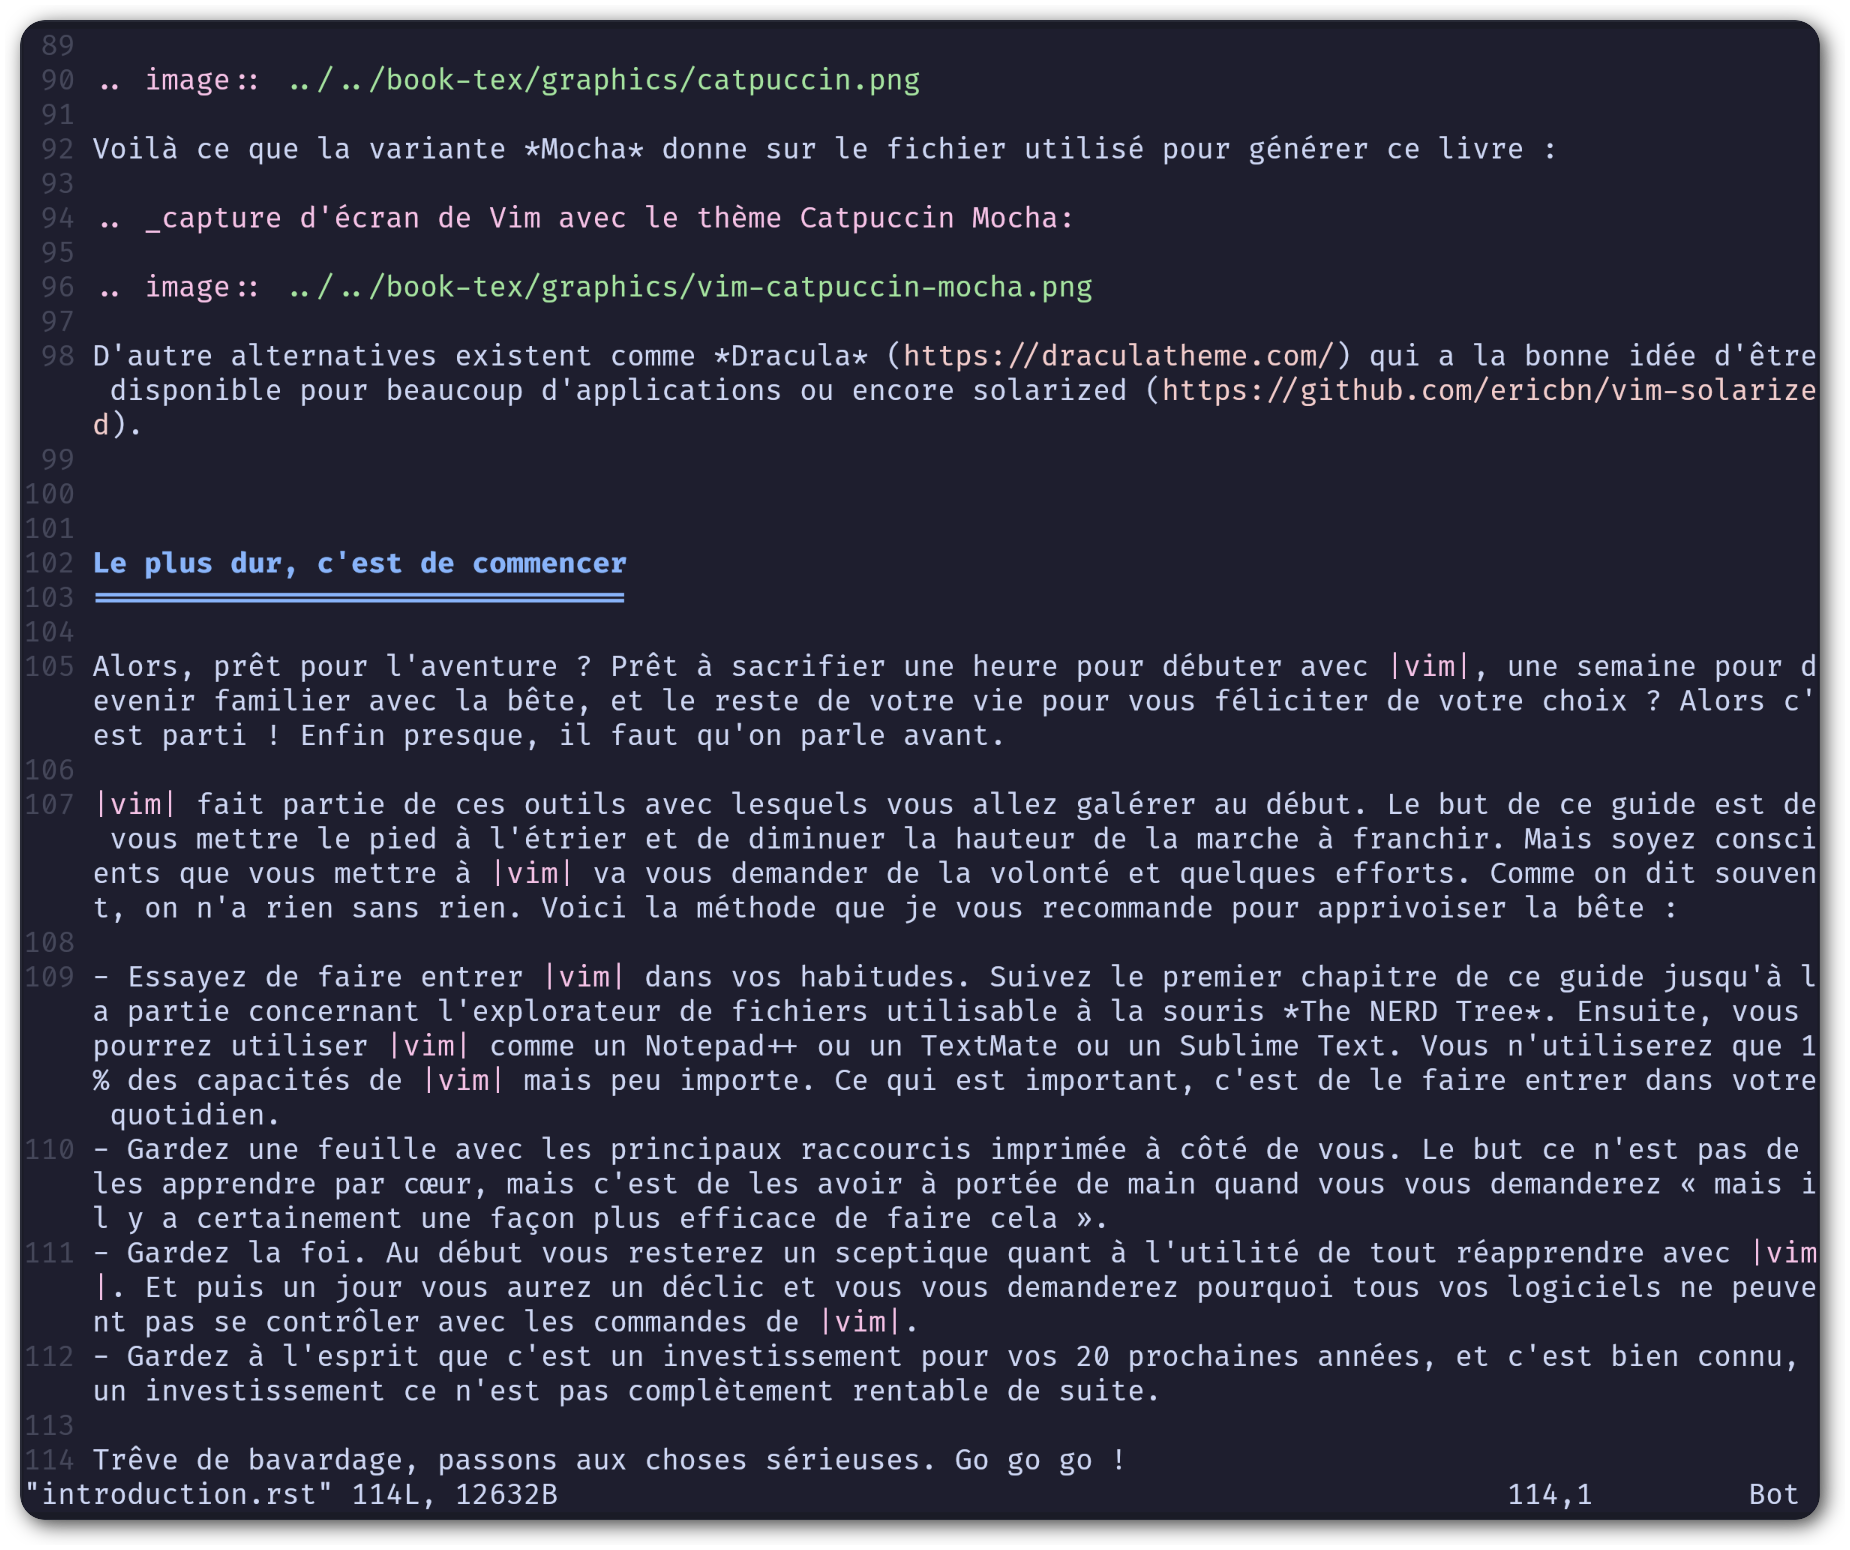 89
90 .. image:: ../../book-tex/graphics/catpuccin.png
91
92 Voilà ce que la variante *Mocha* donne sur le fichier utilisé pour générer ce livre :
93
94 .. _capture d'écran de Vim avec le thème Catpuccin Mocha:
95
96 .. image:: ../../book-tex/graphics/vim-catpuccin-mocha.png
97
98 D'autre alternatives existent comme *Dracula* (https://draculatheme.com/) qui a la bonne idée d'être
disponible pour beaucoup d'applications ou encore solarized (https://github.com/ericbn/vim-solarize
d).
99
100
101
102 Le plus dur, c'est de commencer
103 ===============================
104
105 Alors, prêt pour l'aventure ? Prêt à sacrifier une heure pour débuter avec |vim|, une semaine pour d
evenir familier avec la bête, et le reste de votre vie pour vous féliciter de votre choix ? Alors c'
est parti ! Enfin presque, il faut qu'on parle avant.
106
107 |vim| fait partie de ces outils avec lesquels vous allez galérer au début. Le but de ce guide est de
vous mettre le pied à l'étrier et de diminuer la hauteur de la marche à franchir. Mais soyez consci
ents que vous mettre à |vim| va vous demander de la volonté et quelques efforts. Comme on dit souven
t, on n'a rien sans rien. Voici la méthode que je vous recommande pour apprivoiser la bête :
108
109 - Essayez de faire entrer |vim| dans vos habitudes. Suivez le premier chapitre de ce guide jusqu'à l
a partie concernant l'explorateur de fichiers utilisable à la souris *The NERD Tree*. Ensuite, vous
pourrez utiliser |vim| comme un Notepad++ ou un TextMate ou un Sublime Text. Vous n'utiliserez que 1
% des capacités de |vim| mais peu importe. Ce qui est important, c'est de le faire entrer dans votre
quotidien.
110 - Gardez une feuille avec les principaux raccourcis imprimée à côté de vous. Le but ce n'est pas de
les apprendre par cœur, mais c'est de les avoir à portée de main quand vous vous demanderez « mais i
l y a certainement une façon plus efficace de faire cela ».
111 - Gardez la foi. Au début vous resterez un sceptique quant à l'utilité de tout réapprendre avec |vim
|. Et puis un jour vous aurez un déclic et vous vous demanderez pourquoi tous vos logiciels ne peuve
nt pas se contrôler avec les commandes de |vim|.
112 - Gardez à l'esprit que c'est un investissement pour vos 20 prochaines années, et c'est bien connu,
un investissement ce n'est pas complètement rentable de suite.
113
114 Trêve de bavardage, passons aux choses sérieuses. Go go go !
"introduction.rst" 114L, 12632B 114,1 Bot